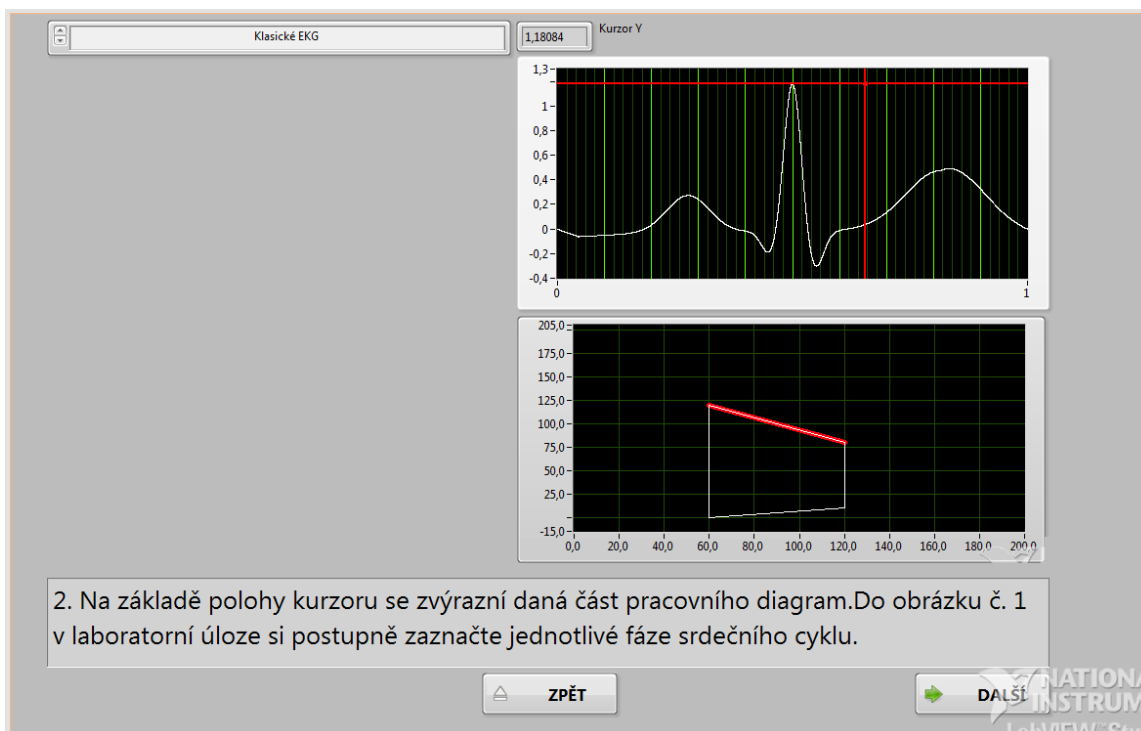 Klasické EKG
1,18084
Kurzor Y
1,3
1
0,8
0,6
0,4
0,2
0
-0,2
-0,4
0
1
205,0
175,0
150,0
125,0
100,0
75,0
50,0
25,0
-15,0
0,0 20,0 40,0 60,0 80,0 100,0 120,0 140,0 160,0 180,0 200,0
2. Na základě polohy kurzoru se zvýrazní daná část pracovního diagram.Do obrázku č. 1
v laboratorní úloze si postupně zaznačte jednotlivé fáze srdečního cyklu.
ZPĚT
DALŠÍ
NATIONA
INSTRUM
LabVIEW Stu